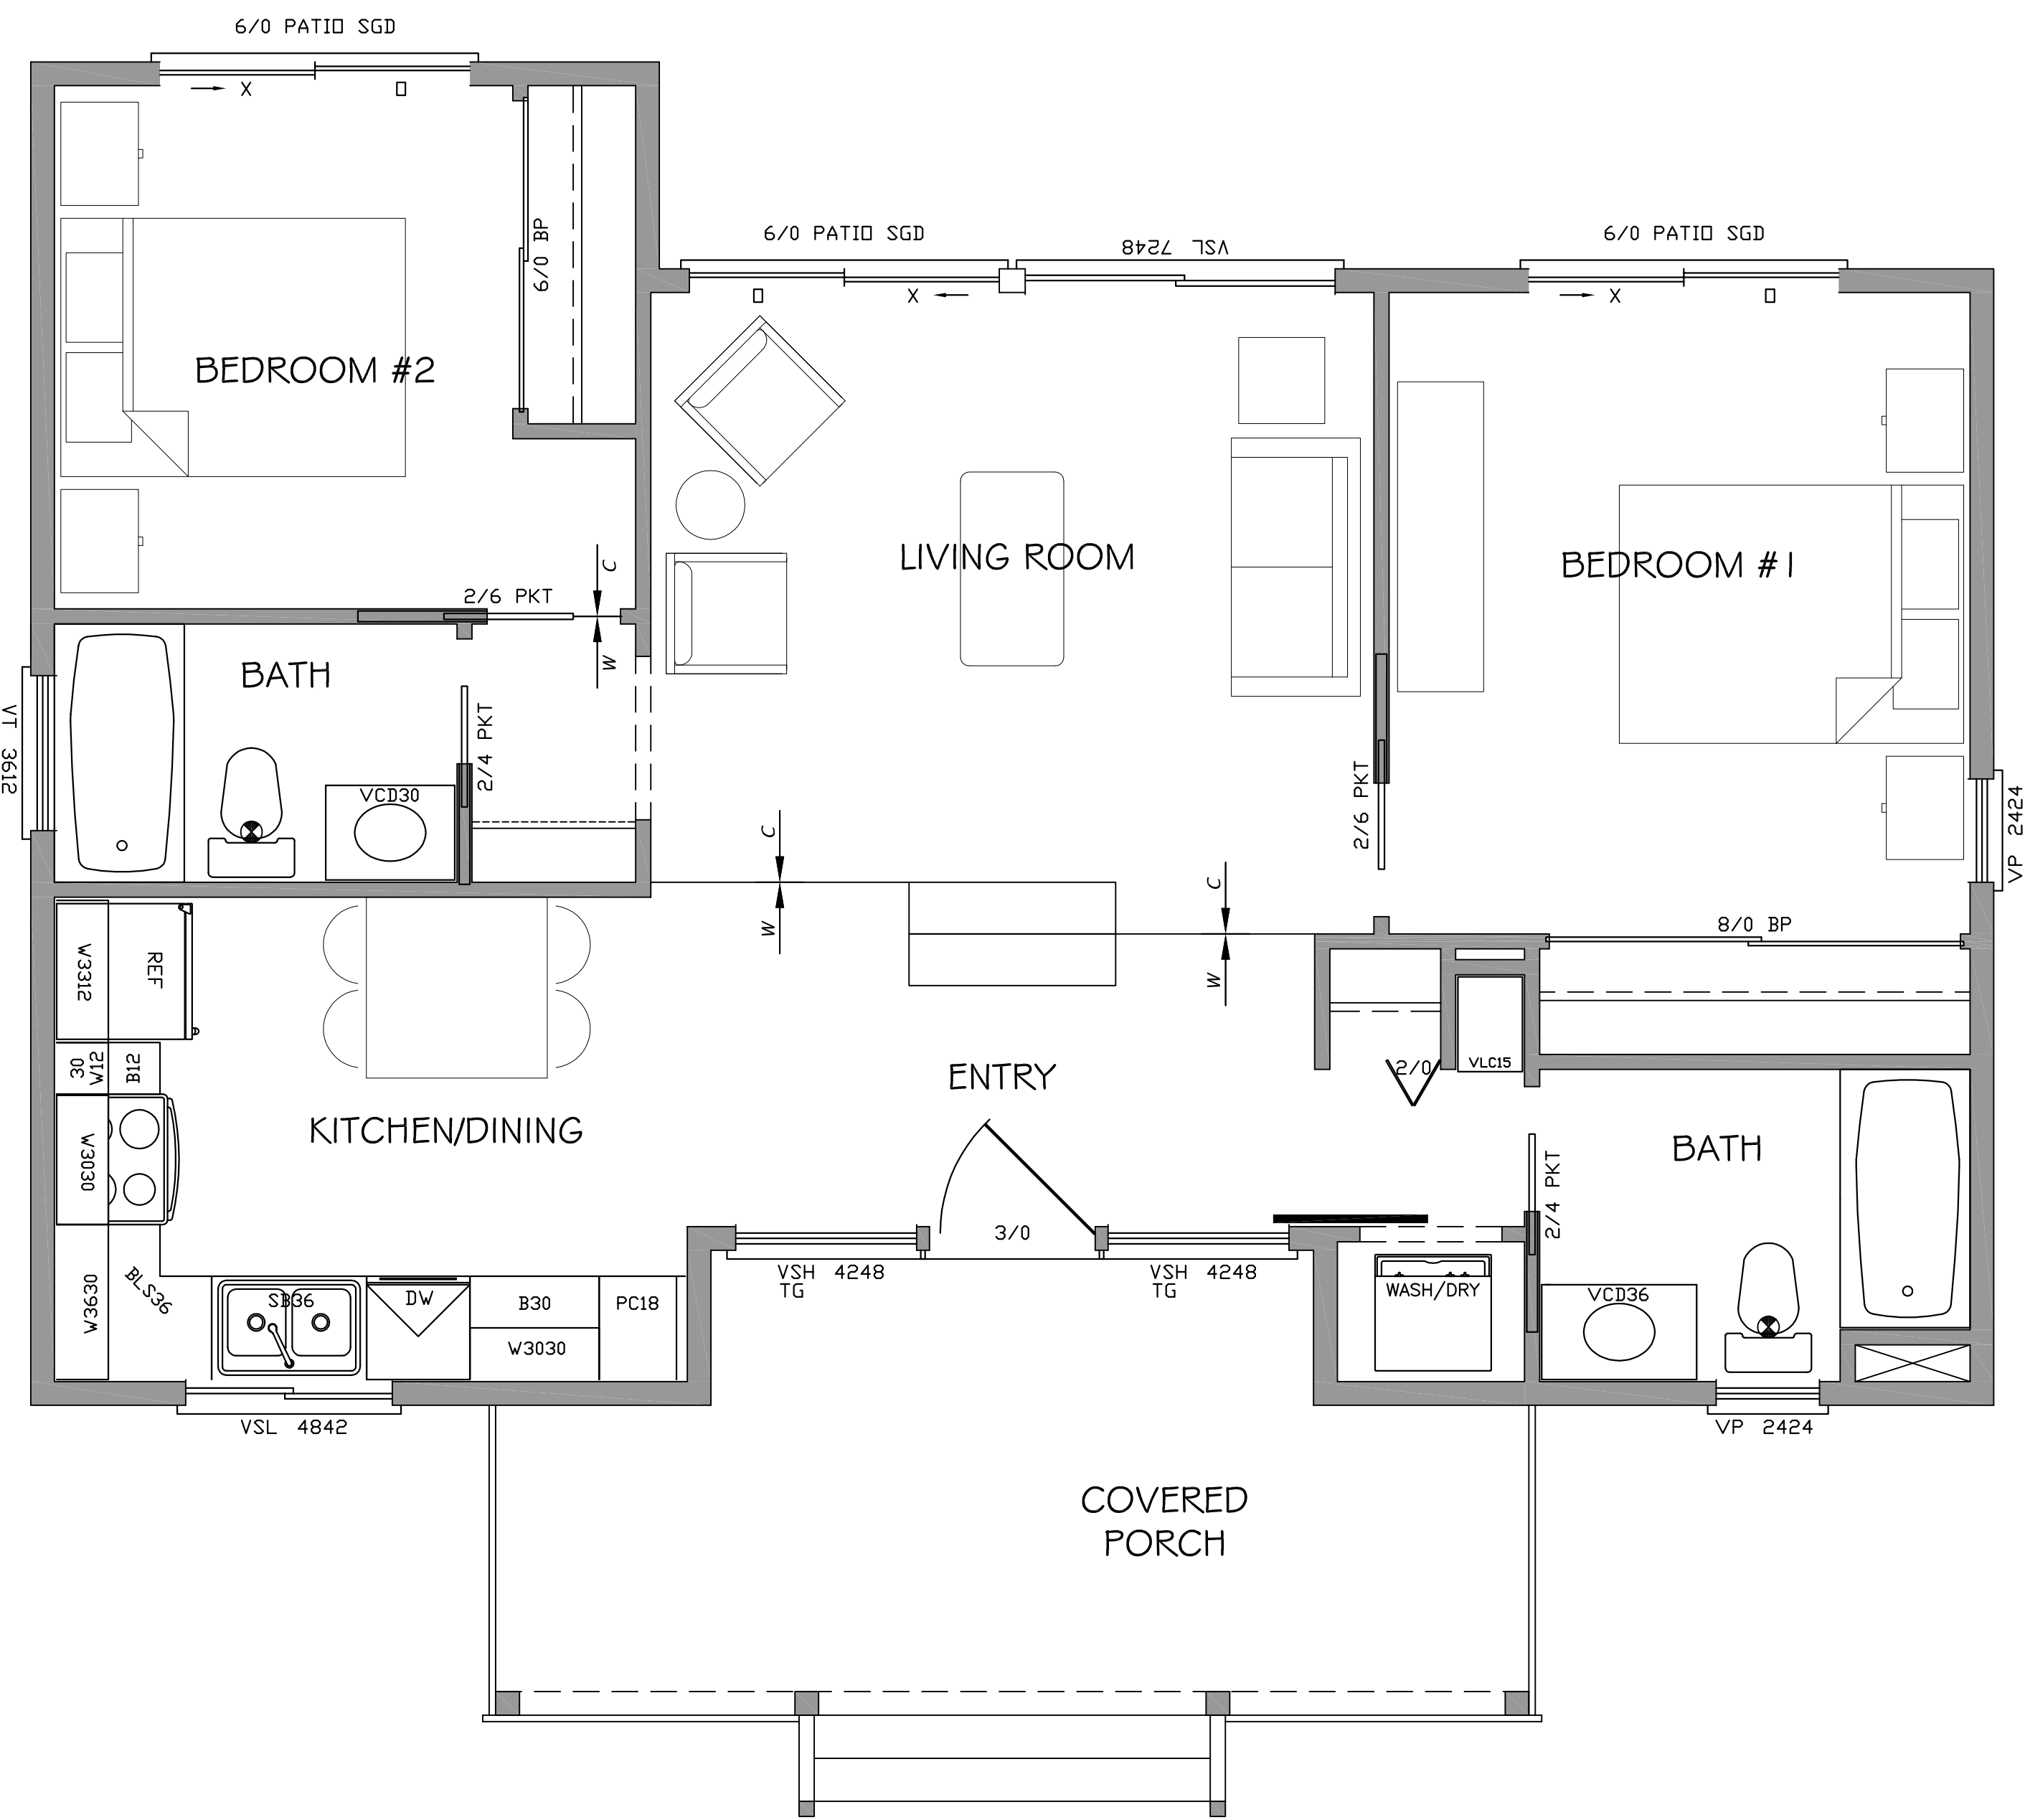 6/0 PATIO SGD
X O
6/0 BP
BEDROOM #2
6/0 PATIO SGD
VSL 7248
6/0 PATIO SGD
O X
X O
LIVING ROOM
BEDROOM #1
2/6 PKT
C
W
BATH
2/4 PKT
VT 3612
VCD30
2/6 PKT
VP 2424
C
W
C
W
8/0 BP
W3312
REF
30
W12
B12
W3030
KITCHEN/DINING
ENTRY
2/0
VLC15
BATH
2/4 PKT
3/0
VSH 4248
TG
VSH 4248
TG
WASH/DRY
VCD36
W3630
BLS36
SB36
DW
B30
W3030
PC18
VSL 4842
VP 2424
COVERED
PORCH